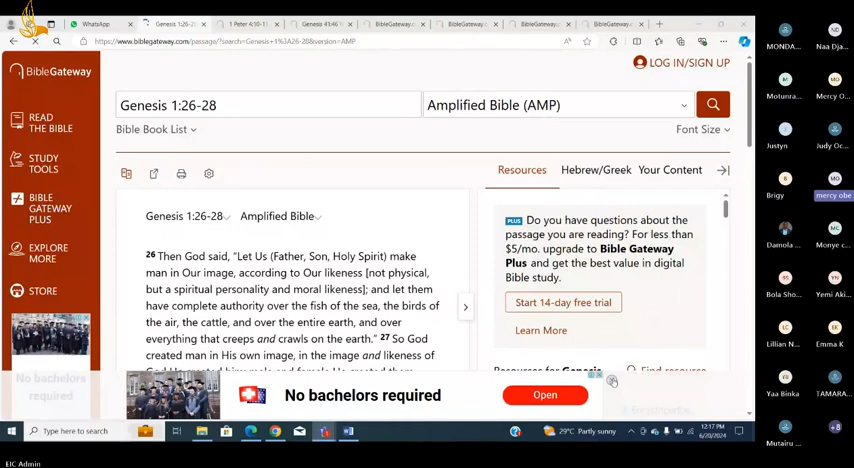 WhatsApp
Genesis 1:26-28
1 Peter 4:10-11
Genesis 41:46
BibleGateway
BibleGateway
BibleGateway
BibleGateway
https://www.biblegateway.com/passage/?search=Genesis+1%3A26-28&version=AMP
BibleGateway
LOG IN/SIGN UP
Genesis 1:26-28
Amplified Bible (AMP)
Bible Book List
Font Size
READ
THE BIBLE
STUDY
TOOLS
BIBLE
GATEWAY
PLUS
EXPLORE
MORE
STORE
Resources
Hebrew/Greek
Your Content
Genesis 1:26-28
Amplified Bible
26 Then God said, “Let Us (Father, Son, Holy Spirit) make
man in Our image, according to Our likeness [not physical,
but a spiritual personality and moral likeness]; and let them
have complete authority over the fish of the sea, the birds of
the air, the cattle, and over the entire earth, and over
everything that creeps and crawls on the earth.” 27 So God
created man in His own image, in the image and likeness of
PLUS Do you have questions about the
passage you are reading? For less than
$5/mo. upgrade to Bible Gateway
Plus and get the best value in digital
Bible study.
Start 14-day free trial
Learn More
Resources for Genesis
Find resource
No bachelors
required
No bachelors required
Open
Type here to search
29°C Partly sunny
12:17 PM
6/20/2024
MONDA...
Naa Dja...
Motunra...
Mercy O...
Justyn
Judy Oc...
Brigy
mercy obe
Damola ...
Monye c...
Bola Sho...
Yemi Aki...
Lillian N...
Emma K
Yaa Binka
TAMARA...
Mutairu ...
+8
MO
ND
M
MO
J
B
MO
SS
YN
LC
EK
YB
EIC Admin